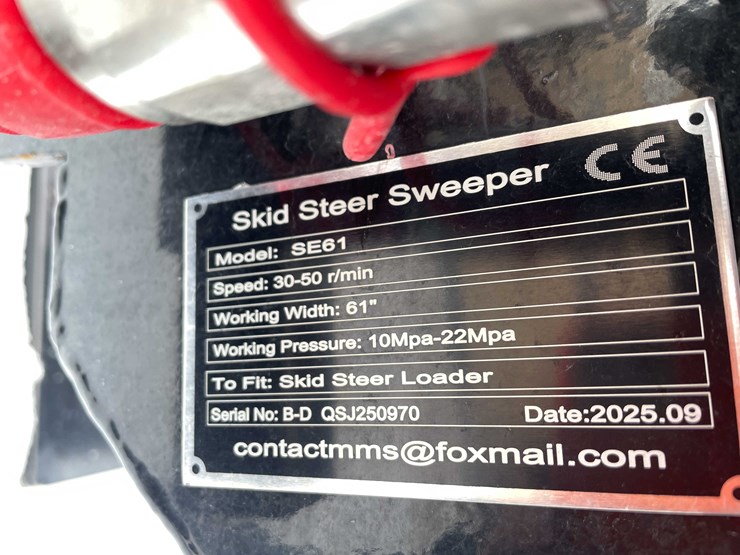 Skid Steer Sweeper CE
Model: SE61
Speed: 30-50 r/min
Working Width: 61"
Working Pressure: 10Mpa-22Mpa
To Fit: Skid Steer Loader
Serial No: B-D QSJ250970 Date:2025.09
contactmms@foxmail.com